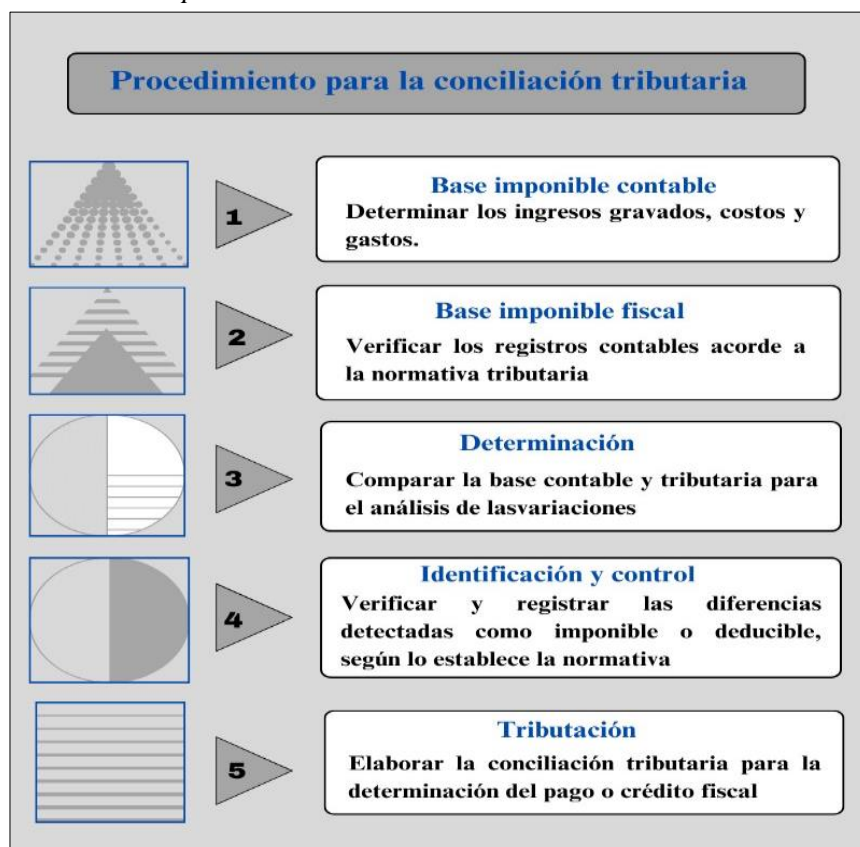 Procedimiento para la conciliación tributaria
1
Base imponible contable
Determinar los ingresos gravados, costos y
gastos.
2
Base imponible fiscal
Verificar los registros contables acorde a
la normativa tributaria
3
Determinación
Comparar la base contable y tributaria para
el análisis de lasvariaciones
4
Identificación y control
Verificar y registrar las diferencias
detectadas como imponible o deducible,
según lo establece la normativa
5
Tributación
Elaborar la conciliación tributaria para la
determinación del pago o crédito fiscal